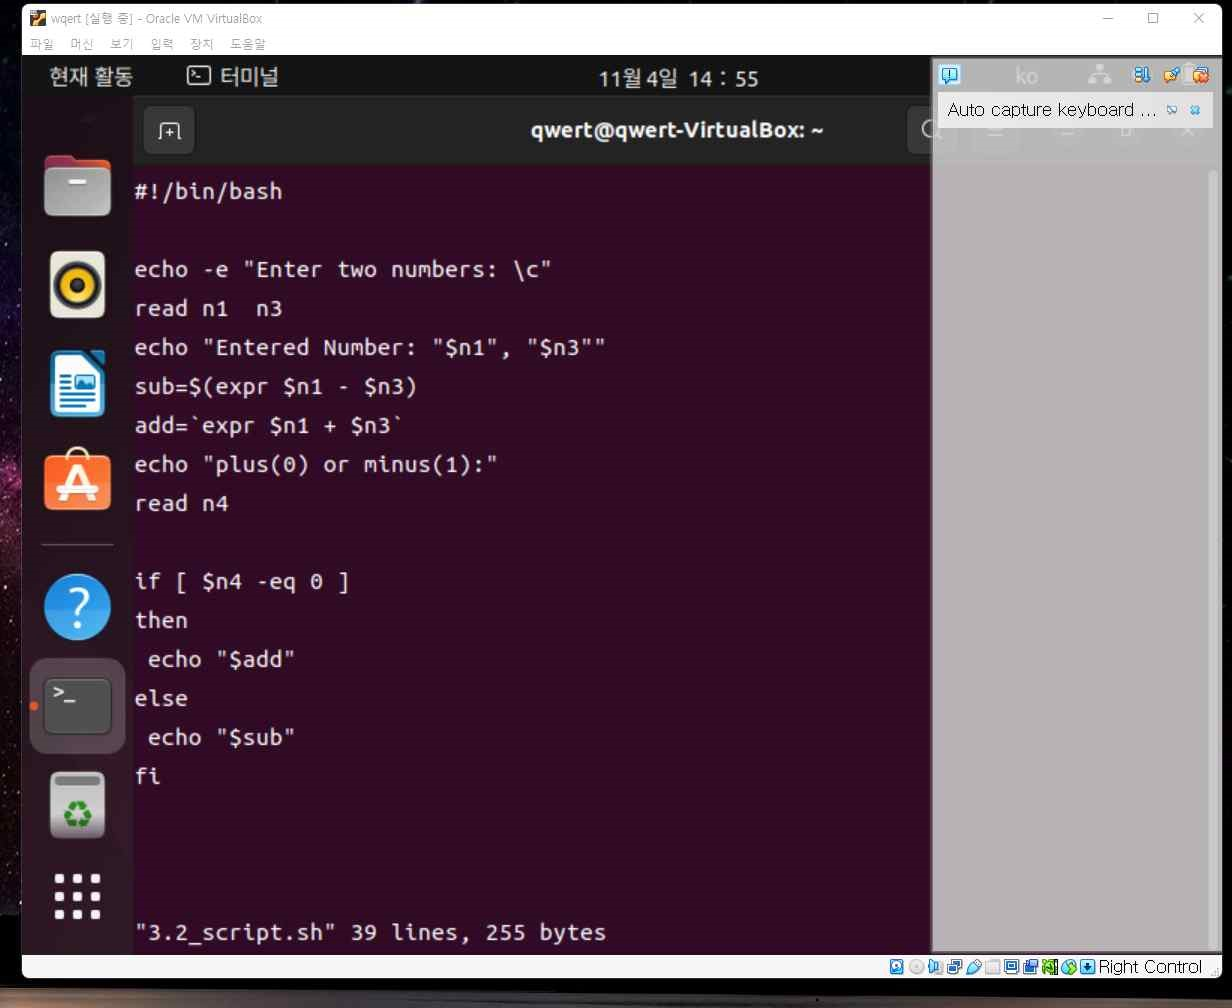 wqert [실행 중] - Oracle VM VirtualBox
파일 머신 보기 입력 장치 도움말
현재 활동 터미널 11월 4일 14 : 55 ko
Auto capture keyboard ...
qwert@qwert-VirtualBox: ~
#!/bin/bash
echo -e "Enter two numbers: \c"
read n1  n3
echo "Entered Number: "$n1", "$n3""
sub=$(expr $n1 - $n3)
add=`expr $n1 + $n3`
echo "plus(0) or minus(1):"
read n4
if [ $n4 -eq 0 ]
then
 echo "$add"
else
 echo "$sub"
fi
"3.2_script.sh" 39 lines, 255 bytes
Right Control